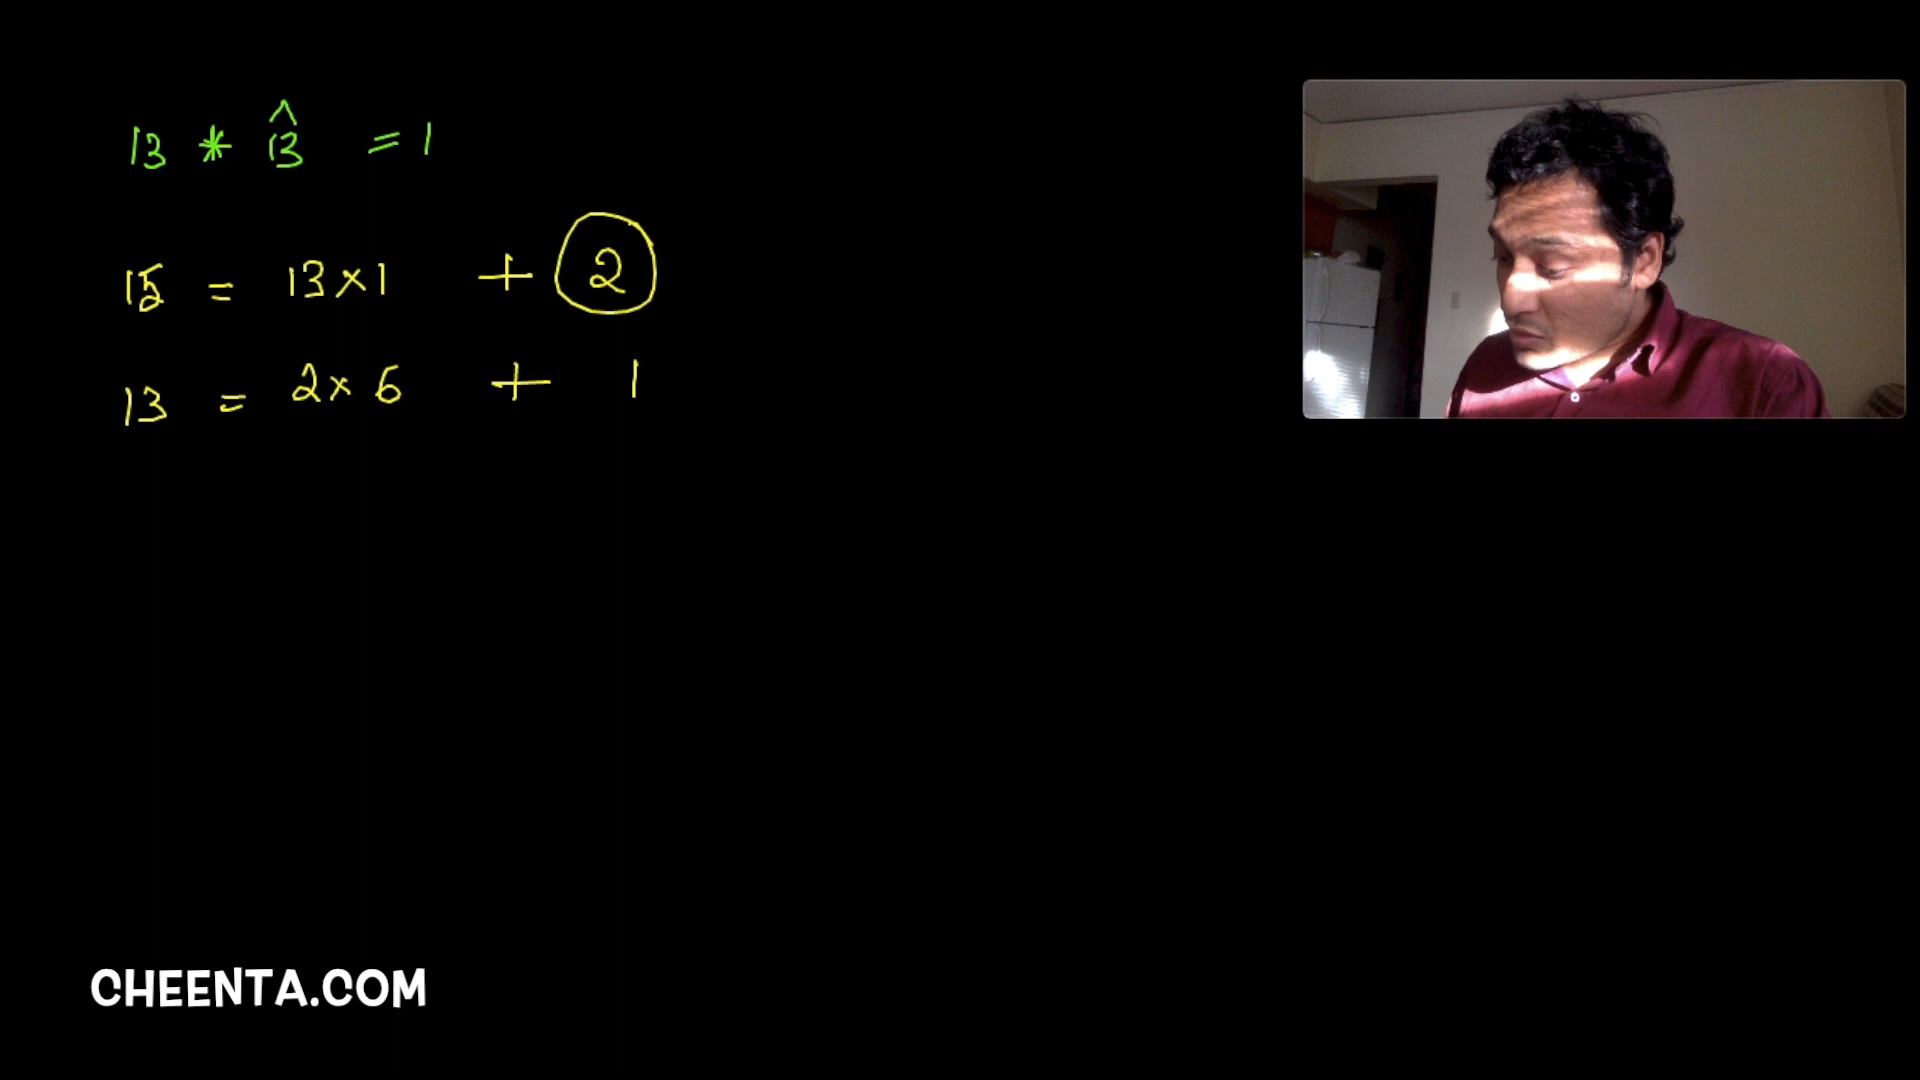 13 * 13̂ = 1
15 = 13 × 1 + 2
13 = 2 × 6 + 1
CHEENTA.COM